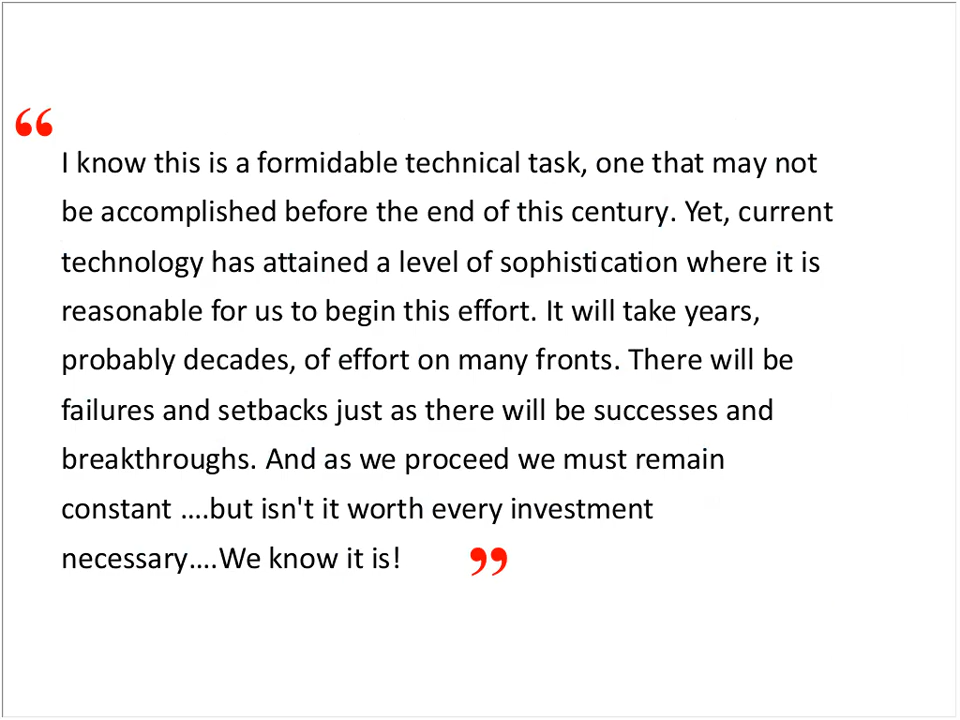 “
I know this is a formidable technical task, one that may not
be accomplished before the end of this century. Yet, current
technology has attained a level of sophistication where it is
reasonable for us to begin this effort. It will take years,
probably decades, of effort on many fronts. There will be
failures and setbacks just as there will be successes and
breakthroughs. And as we proceed we must remain
constant ….but isn't it worth every investment
necessary….We know it is! ”